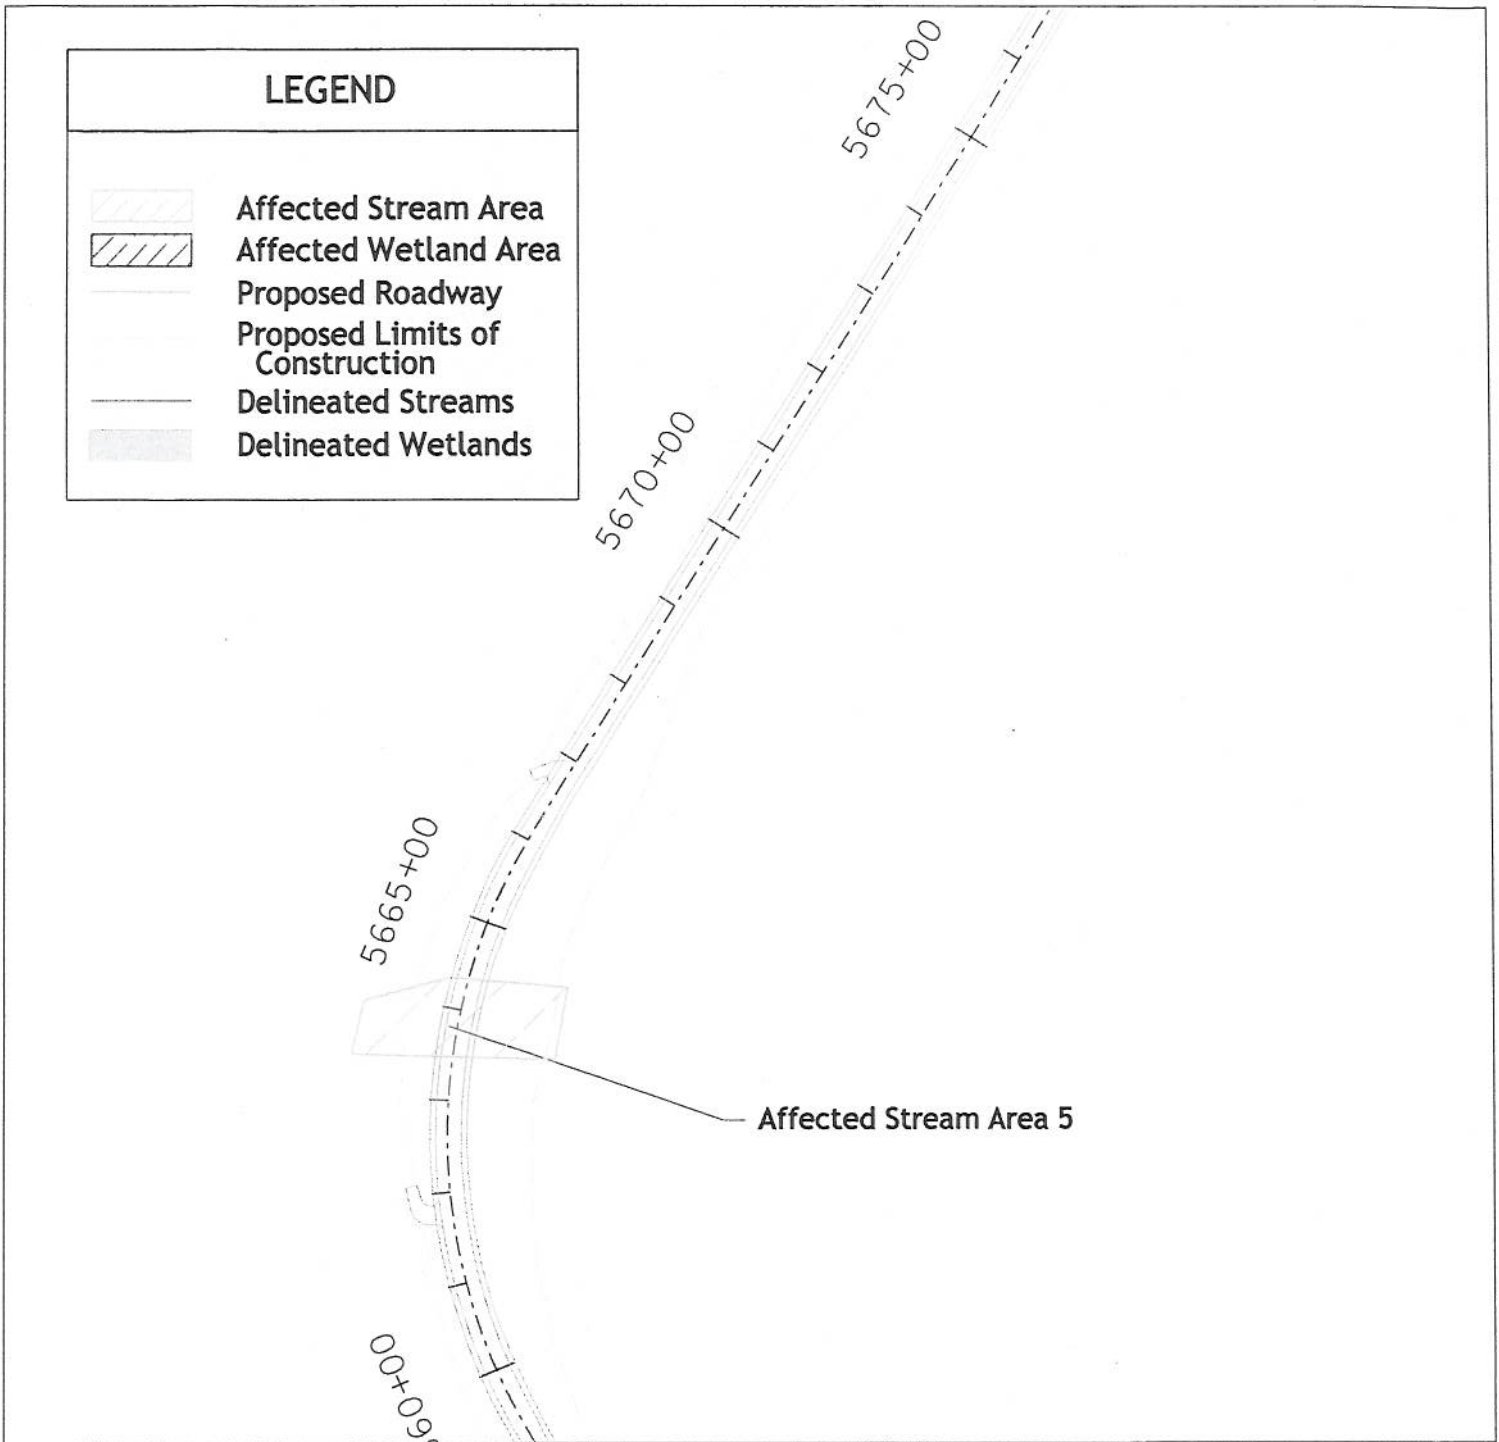 LEGEND
Affected Stream Area
Affected Wetland Area
Proposed Roadway
Proposed Limits of
Construction
Delineated Streams
Delineated Wetlands
5675+00
5670+00
5665+00
Affected Stream Area 5